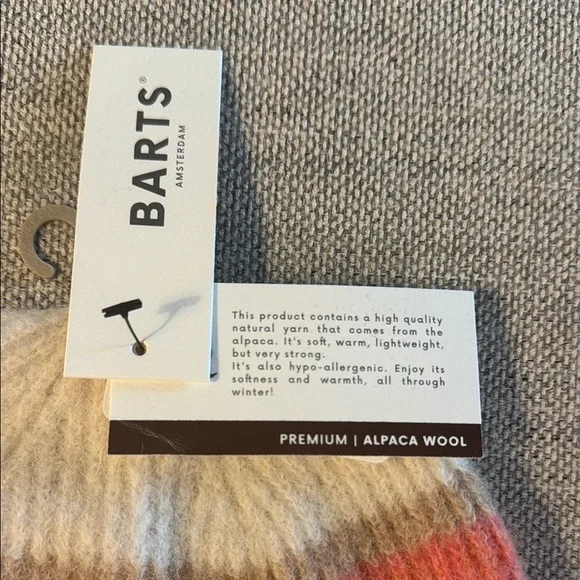 BARTS®
AMSTERDAM
This product contains a high quality
natural yarn that comes from the
alpaca. It's soft, warm, lightweight,
but very strong.
It's also hypo-allergenic. Enjoy its
softness and warmth, all through
winter!
PREMIUM | ALPACA WOOL